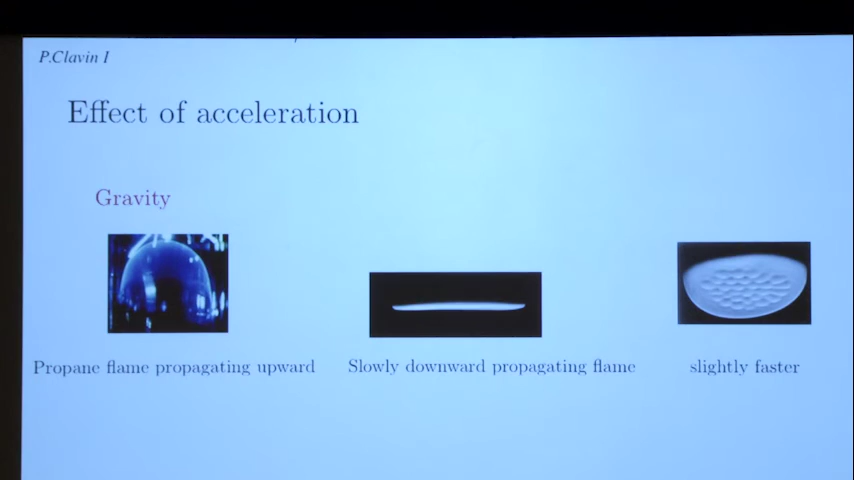 P.Clavin I
Effect of acceleration
Gravity
Propane flame propagating upward
Slowly downward propagating flame
slightly faster